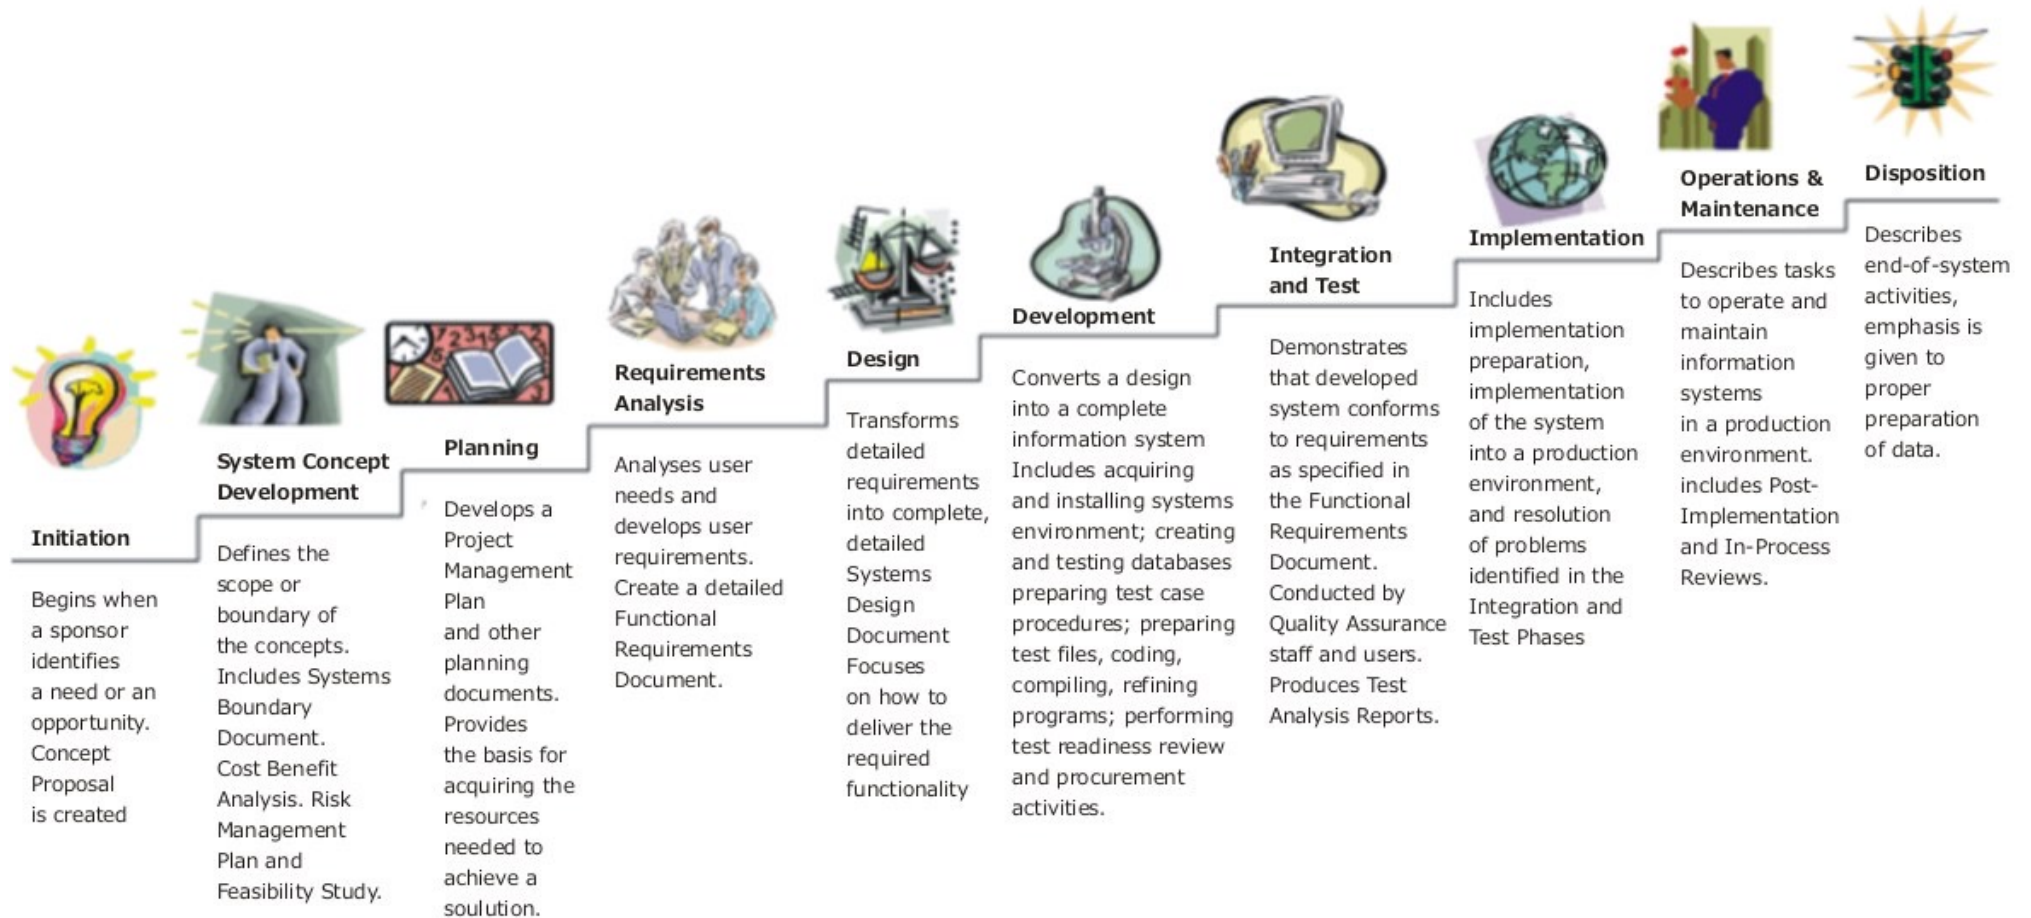 Initiation
Begins when
a sponsor
identifies
a need or an
opportunity.
Concept
Proposal
is created
System Concept
Development
Defines the
scope or
boundary of
the concepts.
Includes Systems
Boundary
Document.
Cost Benefit
Analysis. Risk
Management
Plan and
Feasibility Study.
Planning
Develops a
Project
Management
Plan
and other
planning
documents.
Provides
the basis for
acquiring the
resources
needed to
achieve a
soulution.
Requirements
Analysis
Analyses user
needs and
develops user
requirements.
Create a detailed
Functional
Requirements
Document.
Design
Transforms
detailed
requirements
into complete,
detailed
Systems
Design
Document
Focuses
on how to
deliver the
required
functionality
Development
Converts a design
into a complete
information system
Includes acquiring
and installing systems
environment; creating
and testing databases
preparing test case
procedures; preparing
test files, coding,
compiling, refining
programs; performing
test readiness review
and procurement
activities.
Integration
and Test
Demonstrates
that developed
system conforms
to requirements
as specified in
the Functional
Requirements
Document.
Conducted by
Quality Assurance
staff and users.
Produces Test
Analysis Reports.
Implementation
Includes
implementation
preparation,
implementation
of the system
into a production
environment,
and resolution
of problems
identified in the
Integration and
Test Phases
Operations &
Maintenance
Describes tasks
to operate and
maintain
information
systems
in a production
environment.
includes Post-
Implementation
and In-Process
Reviews.
Disposition
Describes
end-of-system
activities,
emphasis is
given to
proper
preparation
of data.